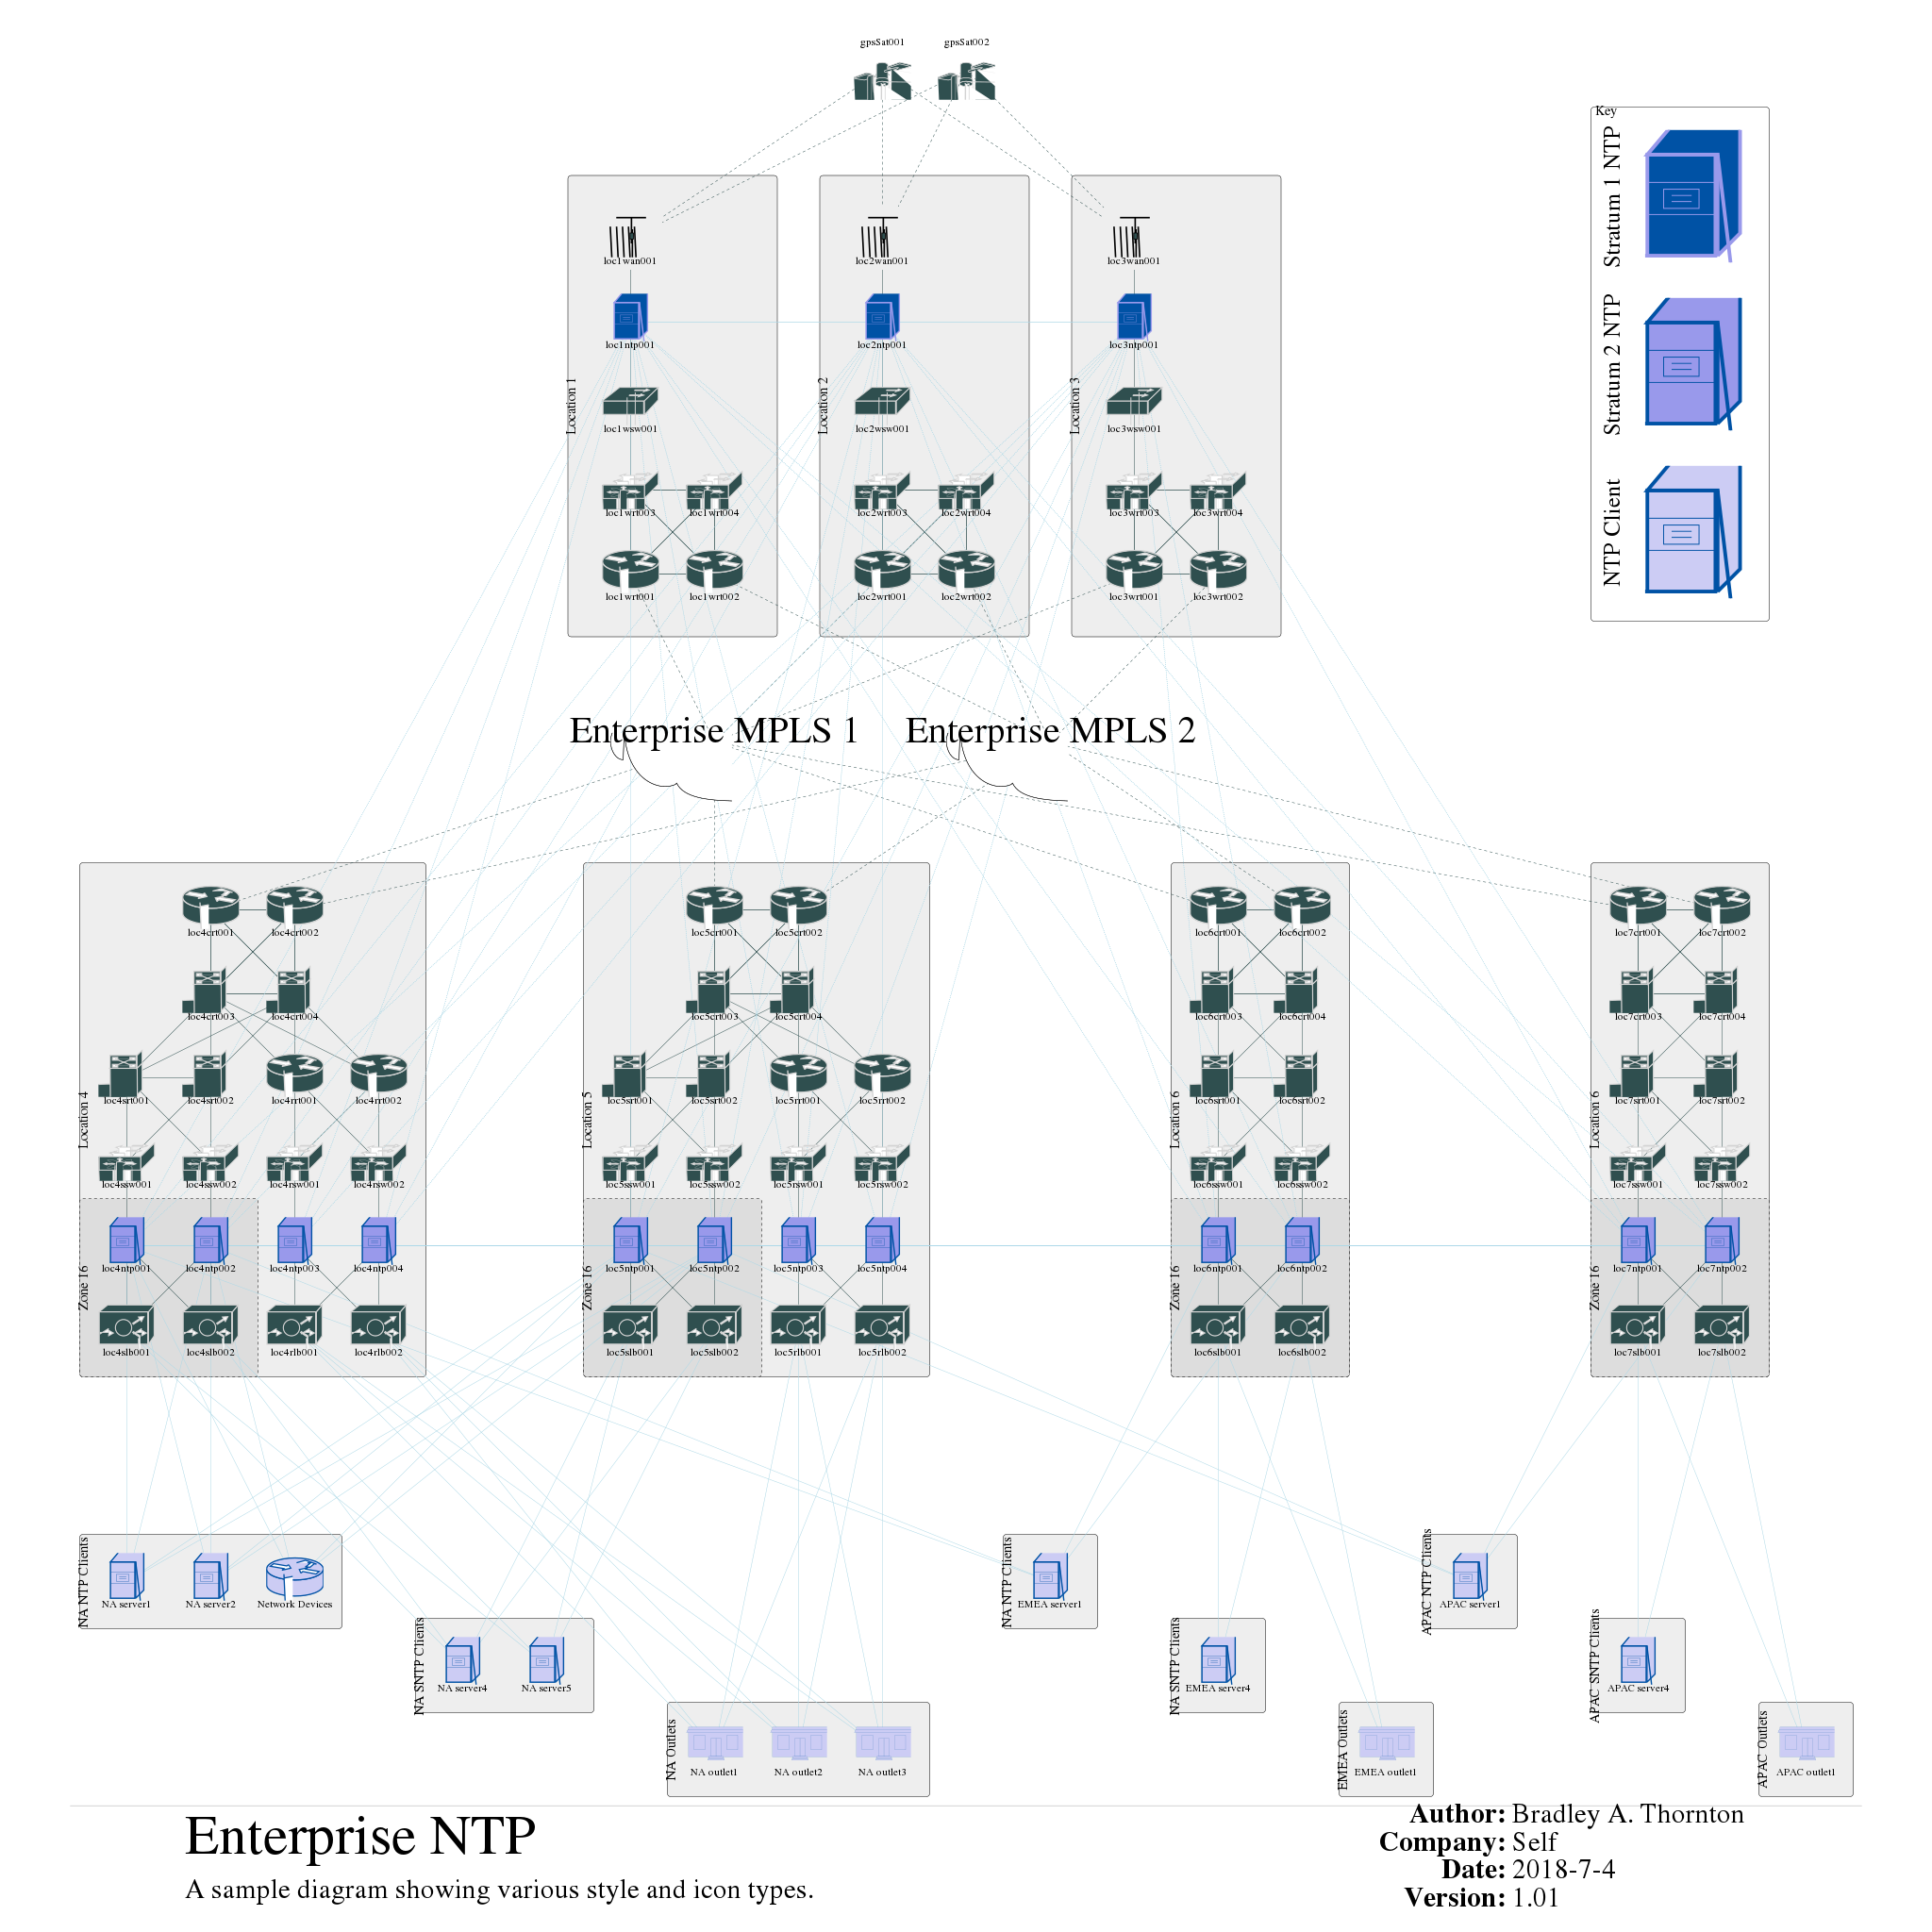 gpsSat001 gpsSat002
Key
Stratum 1 NTP
Stratum 2 NTP
NTP Client
Location 1
loc1wan001
loc1ntp001
loc1wsw001
loc1wrt003 loc1wrt004
loc1wrt001 loc1wrt002
Location 2
loc2wan001
loc2ntp001
loc2wsw001
loc2wrt003 loc2wrt004
loc2wrt001 loc2wrt002
Location 3
loc3wan001
loc3ntp001
loc3wsw001
loc3wrt003 loc3wrt004
loc3wrt001 loc3wrt002
Enterprise MPLS 1 Enterprise MPLS 2
Location 4
loc4crt001 loc4crt002
loc4crt003 loc4crt004
loc4srt001 loc4srt002 loc4rrt001 loc4rrt002
loc4ssw001 loc4ssw002 loc4rsw001 loc4rsw002
Zone 16
loc4ntp001 loc4ntp002 loc4ntp003 loc4ntp004
loc4slb001 loc4slb002 loc4rlb001 loc4rlb002
Location 5
loc5crt001 loc5crt002
loc5crt003 loc5crt004
loc5srt001 loc5srt002 loc5rrt001 loc5rrt002
loc5ssw001 loc5ssw002 loc5rsw001 loc5rsw002
Zone 16
loc5ntp001 loc5ntp002 loc5ntp003 loc5ntp004
loc5slb001 loc5slb002 loc5rlb001 loc5rlb002
Location 6
loc6crt001 loc6crt002
loc6crt003 loc6crt004
loc6srt001 loc6srt002
loc6ssw001 loc6ssw002
Zone 16
loc6ntp001 loc6ntp002
loc6slb001 loc6slb002
Location 6
loc7crt001 loc7crt002
loc7crt003 loc7crt004
loc7srt001 loc7srt002
loc7ssw001 loc7ssw002
Zone 16
loc7ntp001 loc7ntp002
loc7slb001 loc7slb002
NA NTP Clients
NA server1 NA server2 Network Devices
NA SNTP Clients
NA server4 NA server5
NA Outlets
NA outlet1 NA outlet2 NA outlet3
NA NTP Clients
EMEA server1
NA SNTP Clients
EMEA server4
EMEA Outlets
EMEA outlet1
APAC NTP Clients
APAC server1
APAC SNTP Clients
APAC server4
APAC Outlets
APAC outlet1
Enterprise NTP
A sample diagram showing various style and icon types.
Author: Bradley A. Thornton
Company: Self
Date: 2018-7-4
Version: 1.01